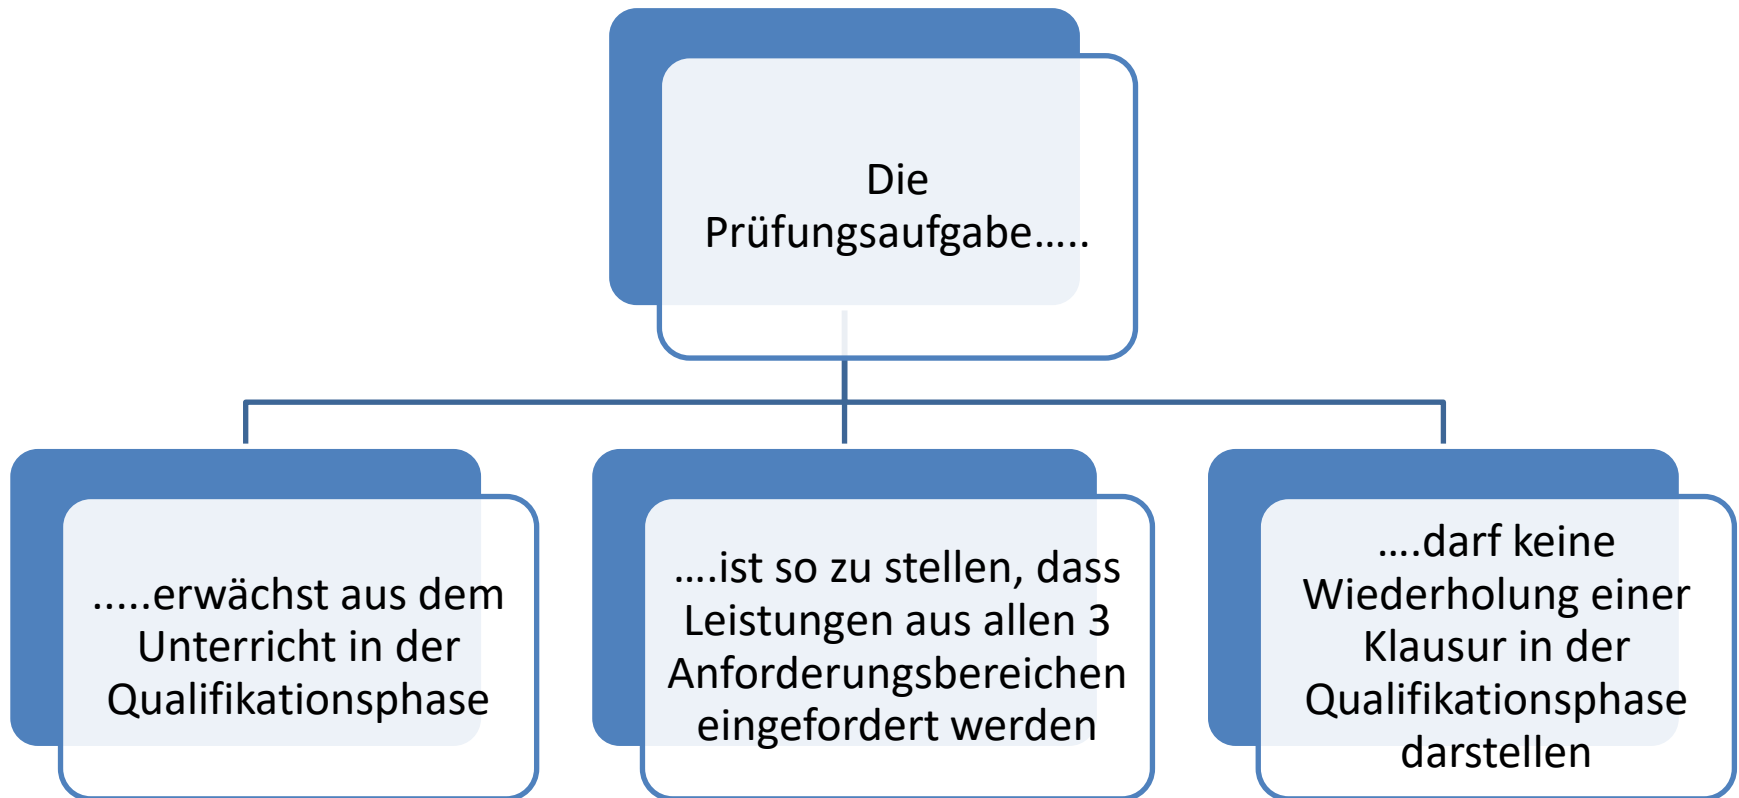 Die
Prüfungsaufgabe.....
.....erwächst aus dem
Unterricht in der
Qualifikationsphase
....ist so zu stellen, dass
Leistungen aus allen 3
Anforderungsbereichen
eingefordert werden
....darf keine
Wiederholung einer
Klausur in der
Qualifikationsphase
darstellen